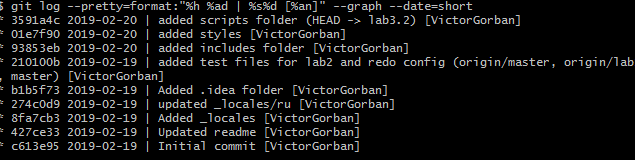 $ git log --pretty=format:"%h %ad | %s%d [%an]" --graph --date=short
* 3591a4c 2019-02-20 | added scripts folder (HEAD -> lab3.2) [VictorGorban]
* 01e7f90 2019-02-20 | added styles [VictorGorban]
* 93853eb 2019-02-20 | added includes folder [VictorGorban]
* 210100b 2019-02-19 | added test files for lab2 and redo config (origin/master, origin/lab
, master) [VictorGorban]
* b1b5f73 2019-02-19 | Added .idea folder [VictorGorban]
* 274c0d9 2019-02-19 | updated _locales/ru [VictorGorban]
* 8fa7cb3 2019-02-19 | Added _locales [VictorGorban]
* 427ce33 2019-02-19 | Updated readme [VictorGorban]
* c613e95 2019-02-19 | Initial commit [VictorGorban]